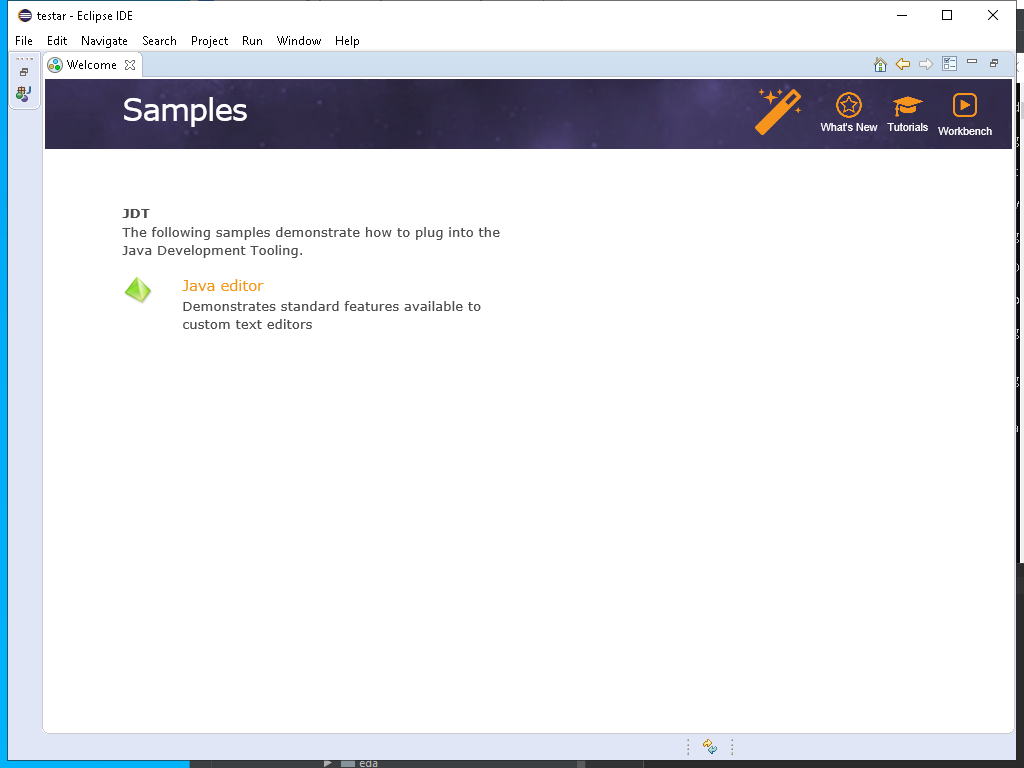 testar - Eclipse IDE
File Edit Navigate Search Project Run Window Help
Welcome
Samples
What's New Tutorials Workbench
JDT
The following samples demonstrate how to plug into the
Java Development Tooling.
Java editor
Demonstrates standard features available to
custom text editors
eda